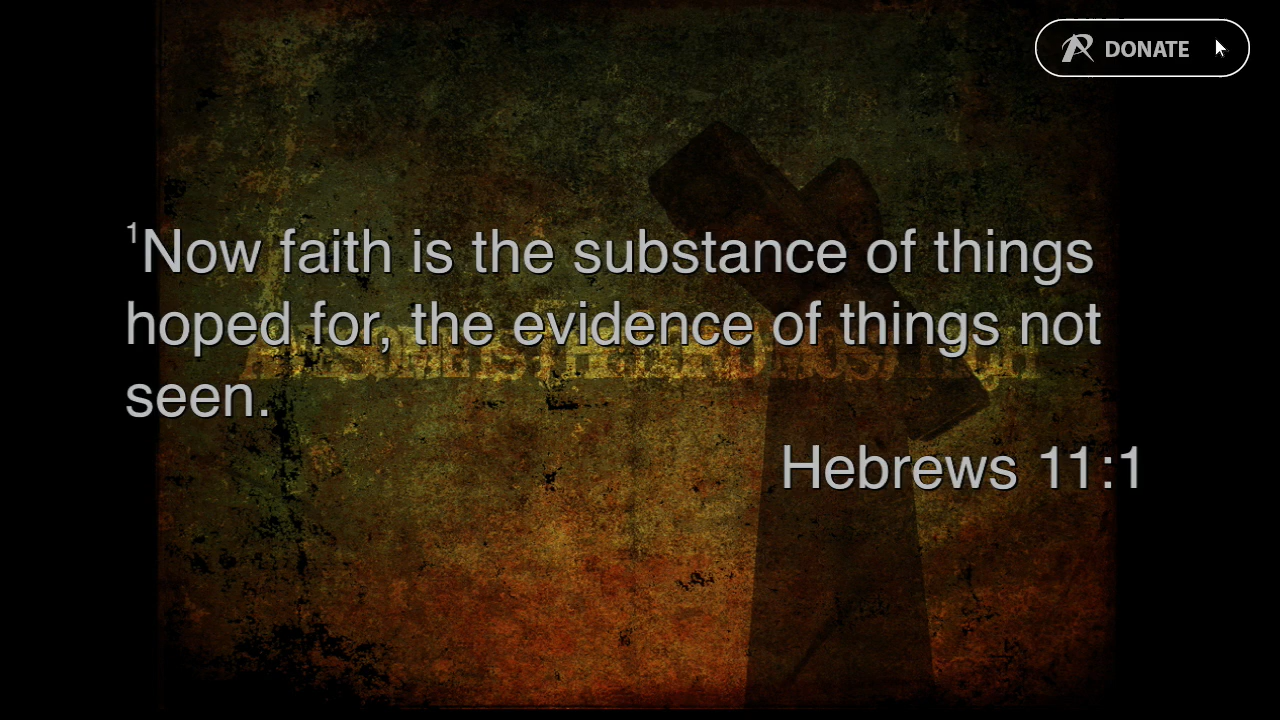 DONATE
¹Now faith is the substance of things
hoped for, the evidence of things not
seen.
Hebrews 11:1